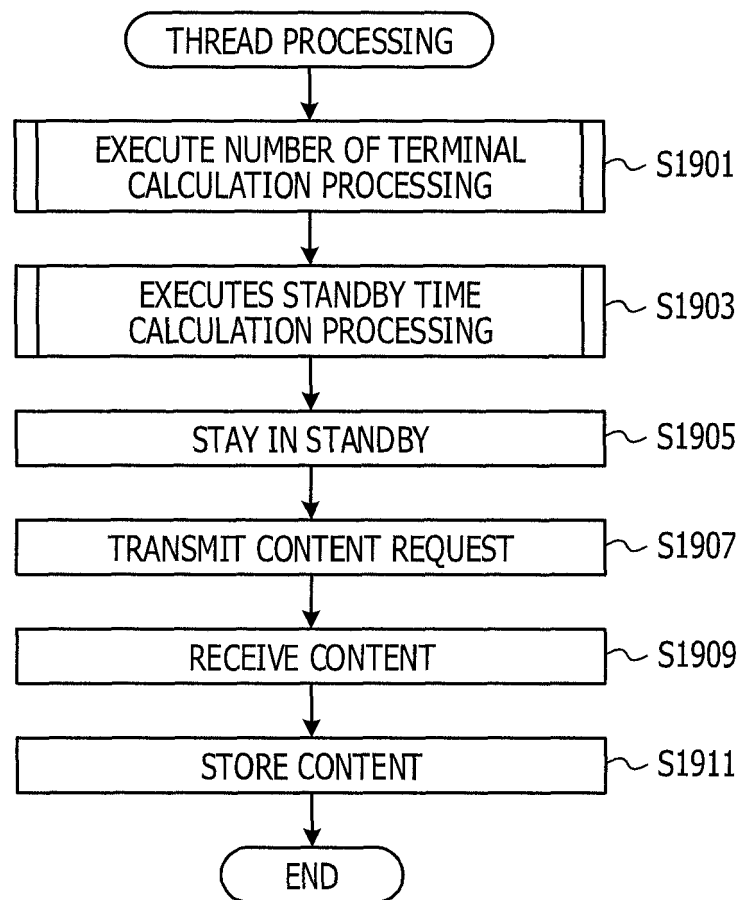 THREAD PROCESSING
EXECUTE NUMBER OF TERMINAL
CALCULATION PROCESSING
S1901
EXECUTES STANDBY TIME
CALCULATION PROCESSING
S1903
STAY IN STANDBY
S1905
TRANSMIT CONTENT REQUEST
S1907
RECEIVE CONTENT
S1909
STORE CONTENT
S1911
END